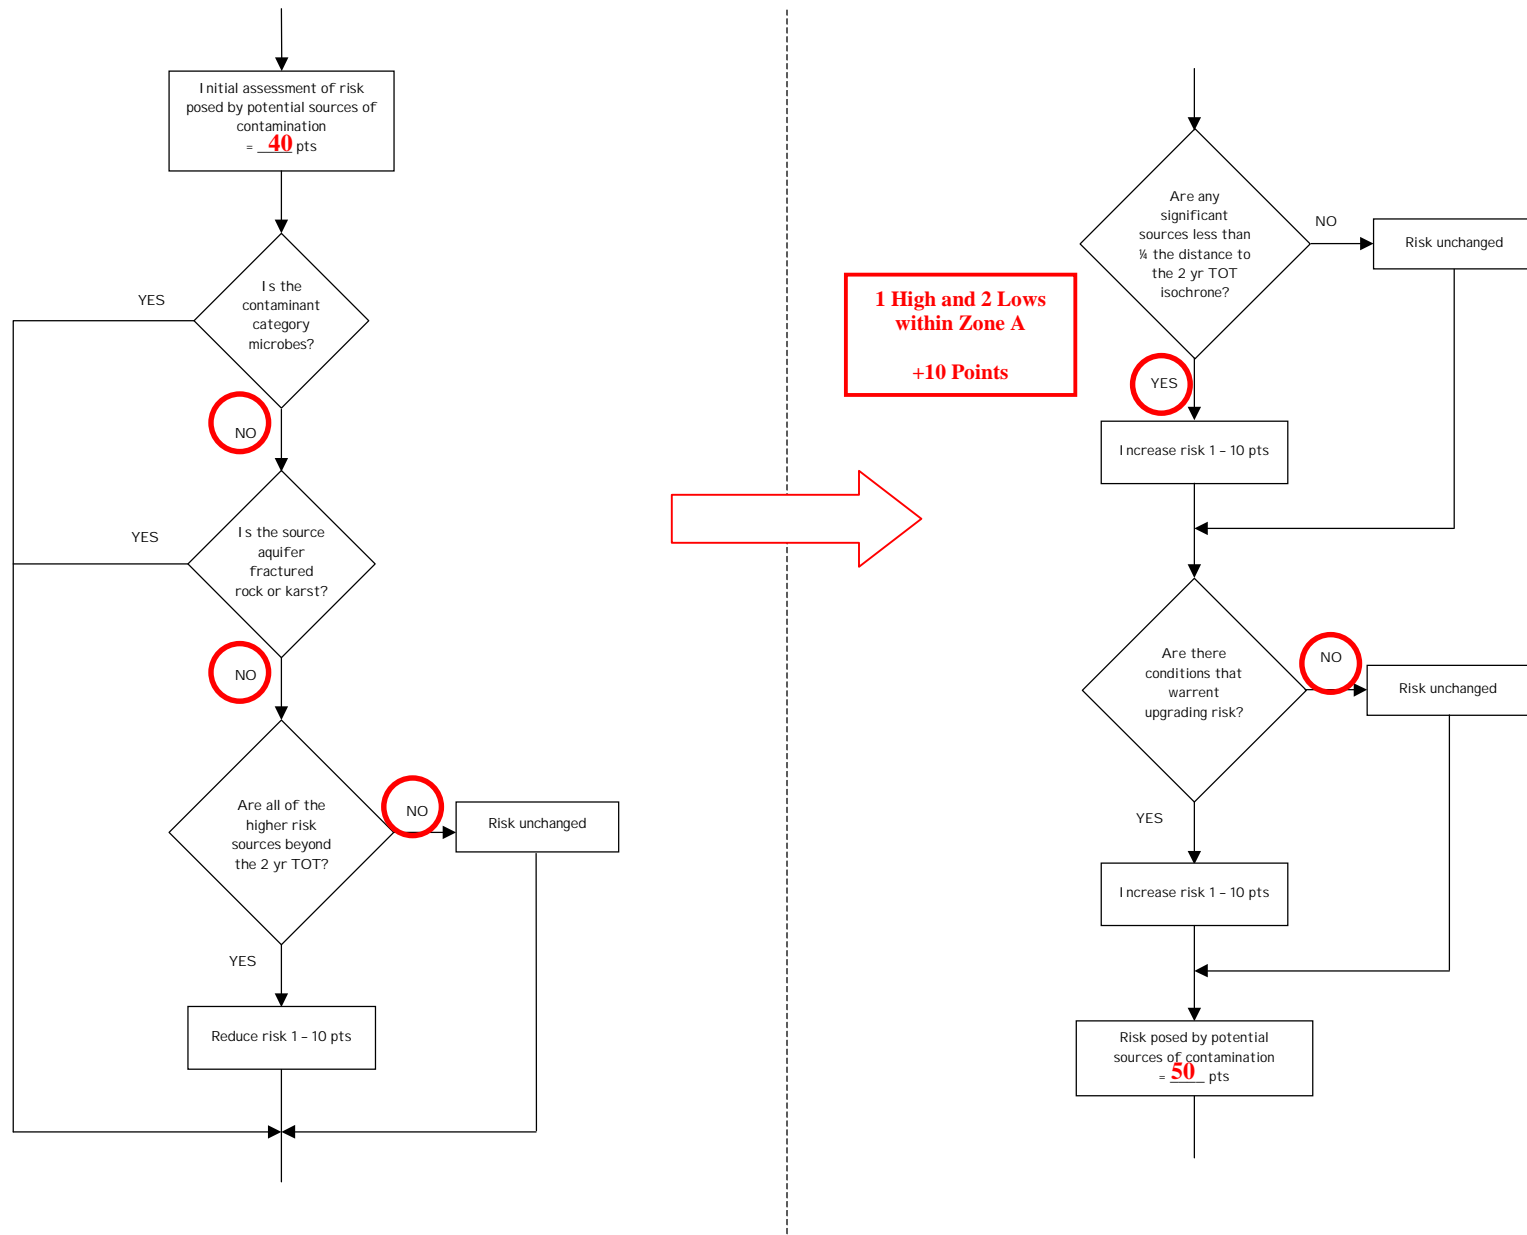 Initial assessment of risk
posed by potential sources of
contamination
= 40 pts
Is the
contaminant
category
microbes?
YES
NO
Is the source
aquifer
fractured
rock or karst?
YES
NO
Are all of the
higher risk
sources beyond
the 2 yr TOT?
NO
Risk unchanged
YES
Reduce risk 1 – 10 pts
Are any
significant
sources less than
¼ the distance to
the 2 yr TOT
isochrone?
NO
Risk unchanged
1 High and 2 Lows
within Zone A
+10 Points
YES
Increase risk 1 – 10 pts
Are there
conditions that
warrent
upgrading risk?
NO
Risk unchanged
YES
Increase risk 1 – 10 pts
Risk posed by potential
sources of contamination
= 50 pts